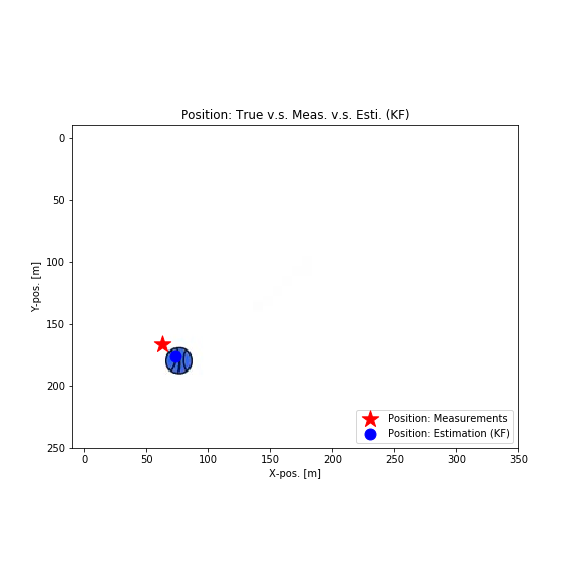 Position: True v.s. Meas. v.s. Esti. (KF)
0
50
100
150
200
250
Y-pos. [m]
Position: Measurements
Position: Estimation (KF)
0 50 100 150 200 250 300 350
X-pos. [m]